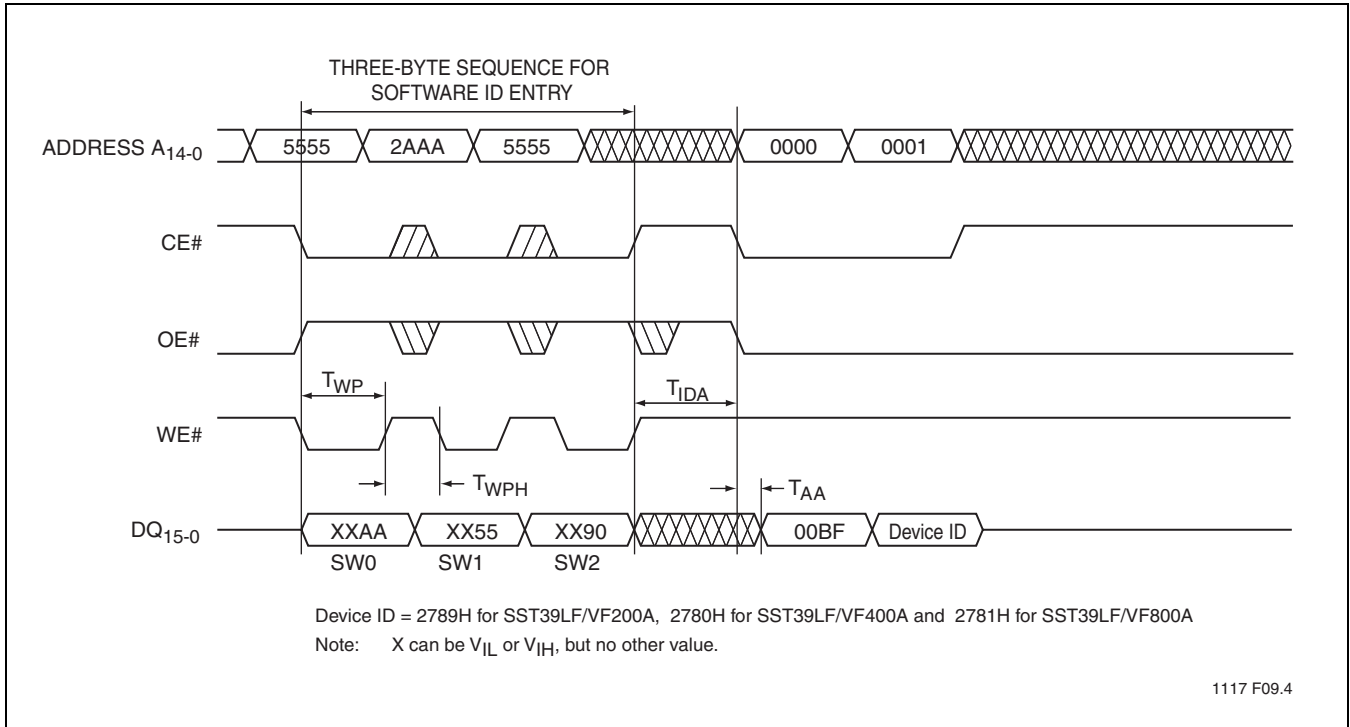 THREE-BYTE SEQUENCE FOR
SOFTWARE ID ENTRY
ADDRESS A14-0
5555
2AAA
5555
0000
0001
CE#
OE#
TWP
TIDA
WE#
TWPH
TAA
DQ15-0
XXAA
XX55
XX90
00BF
Device ID
SW0
SW1
SW2
Device ID = 2789H for SST39LF/VF200A, 2780H for SST39LF/VF400A and 2781H for SST39LF/VF800A
Note: X can be VIL or VIH, but no other value.
1117 F09.4